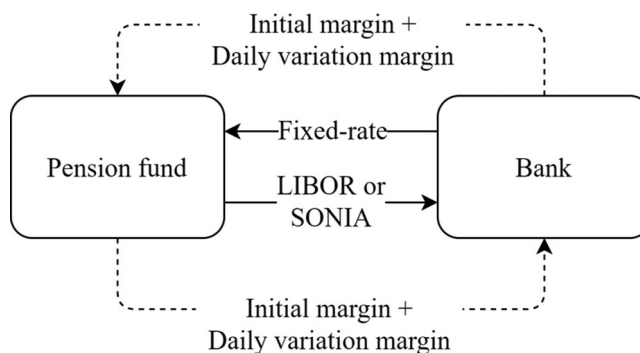 Initial margin +
Daily variation margin
Pension fund
Fixed-rate
LIBOR or
SONIA
Bank
Initial margin +
Daily variation margin